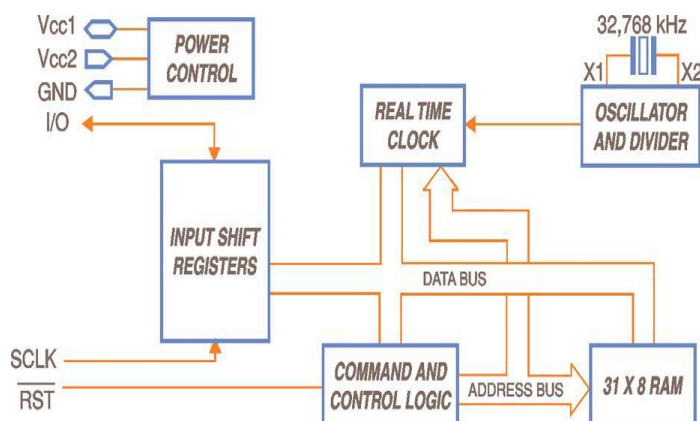 Vcc1
Vcc2
GND
I/O
POWER
CONTROL
32,768 kHz
X1
X2
REAL TIME
CLOCK
OSCILLATOR
AND DIVIDER
INPUT SHIFT
REGISTERS
DATA BUS
SCLK
RST
COMMAND AND
CONTROL LOGIC
ADDRESS BUS
31 X 8 RAM